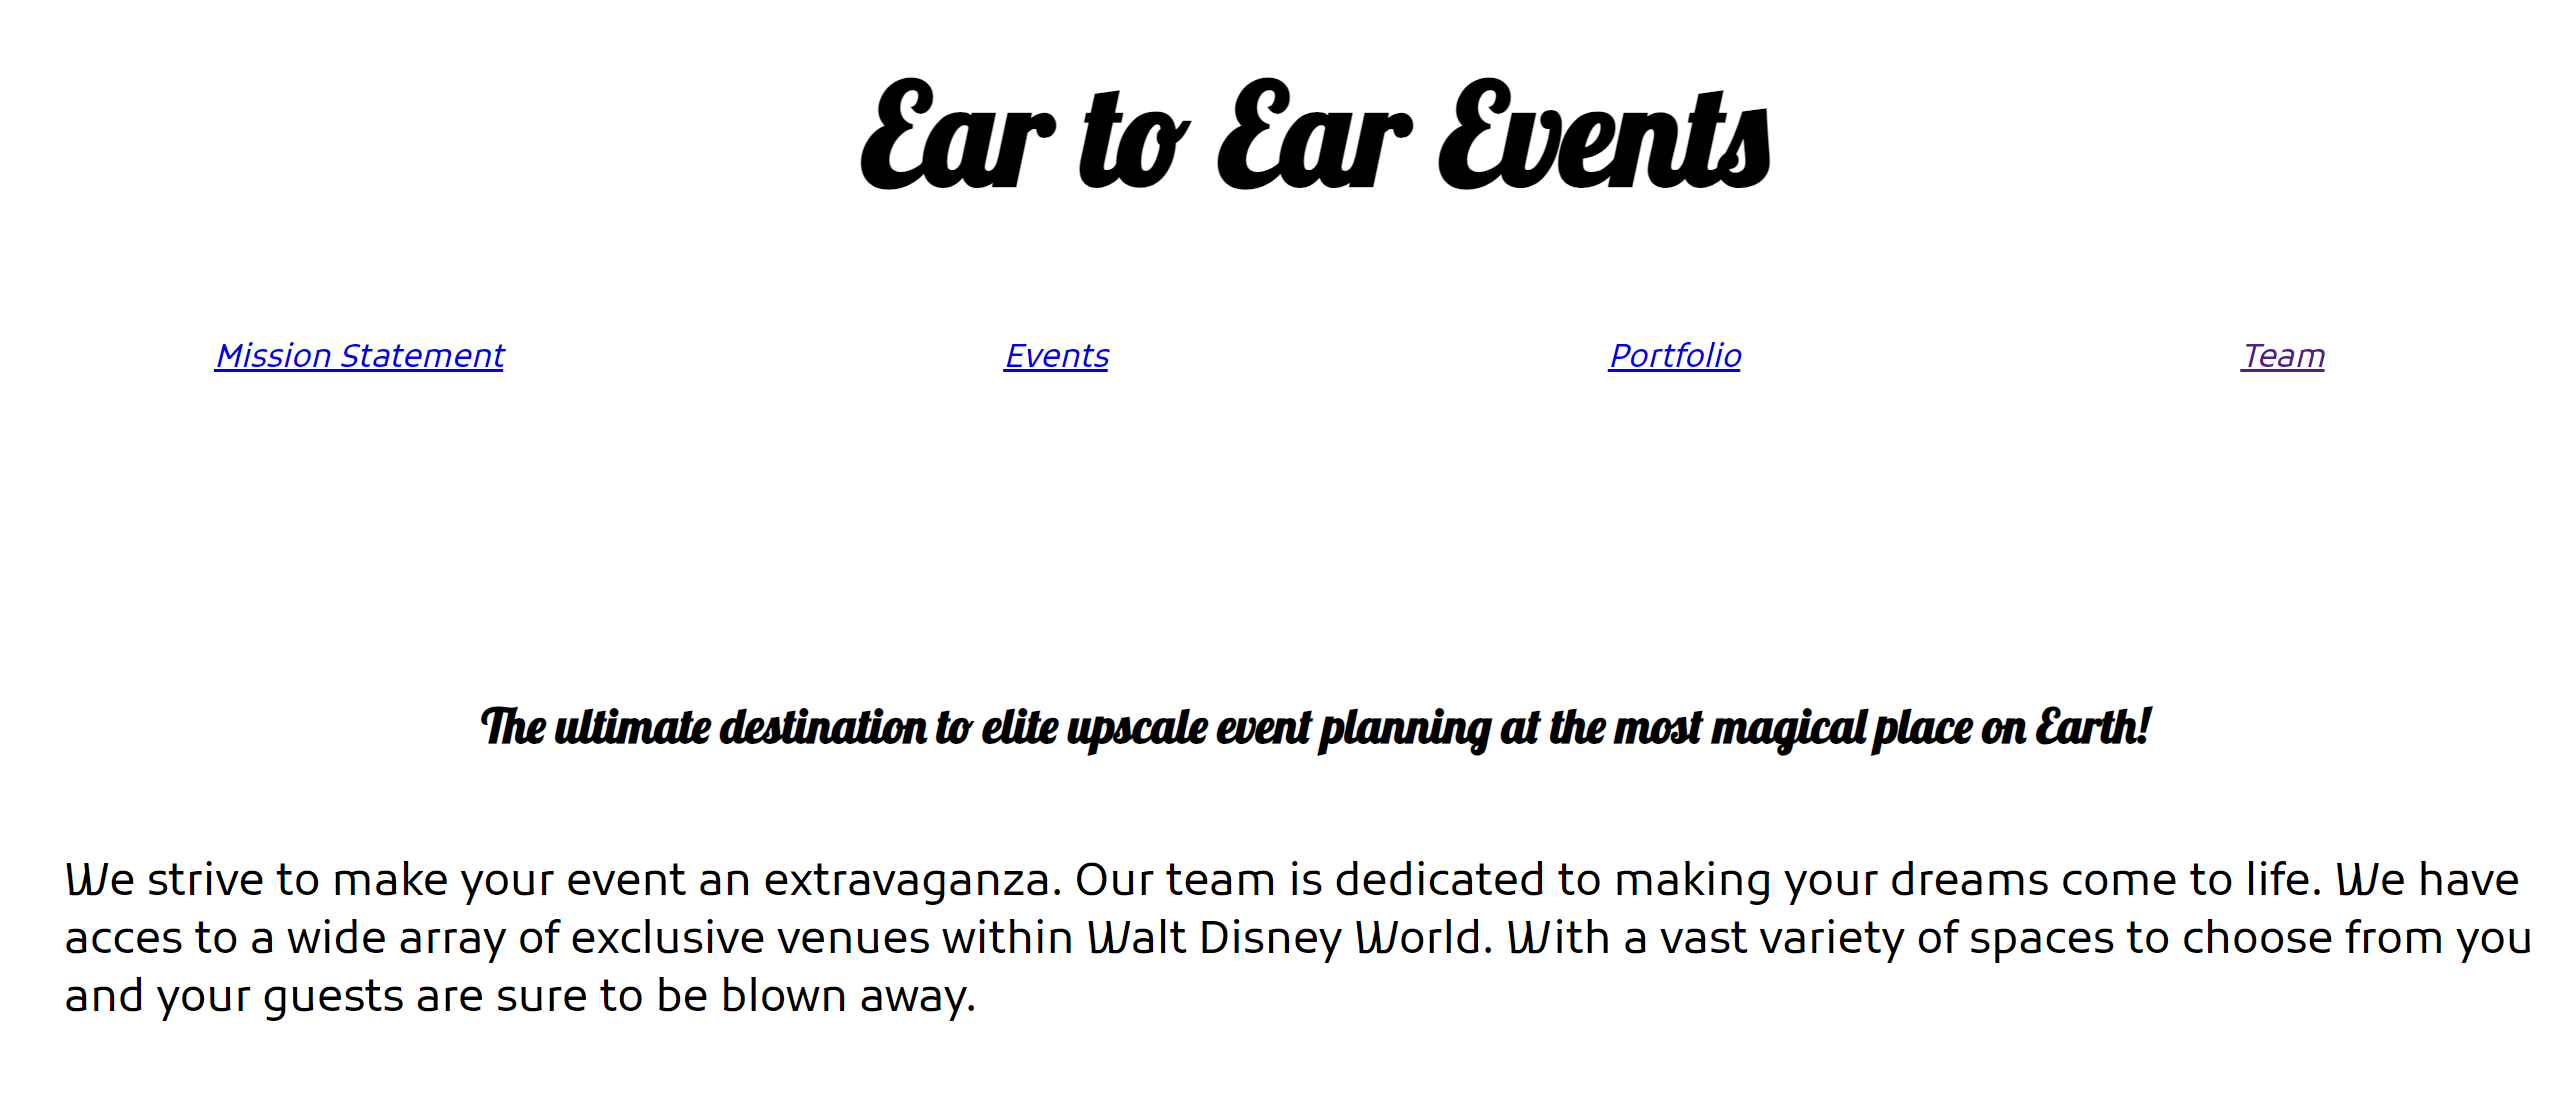 Ear to Ear Events
Mission Statement Events Portfolio Team
The ultimate destination to elite upscale event planning at the most magical place on Earth!
We strive to make your event an extravaganza. Our team is dedicated to making your dreams come to life. We have
acces to a wide array of exclusive venues within Walt Disney World. With a vast variety of spaces to choose from you
and your guests are sure to be blown away.